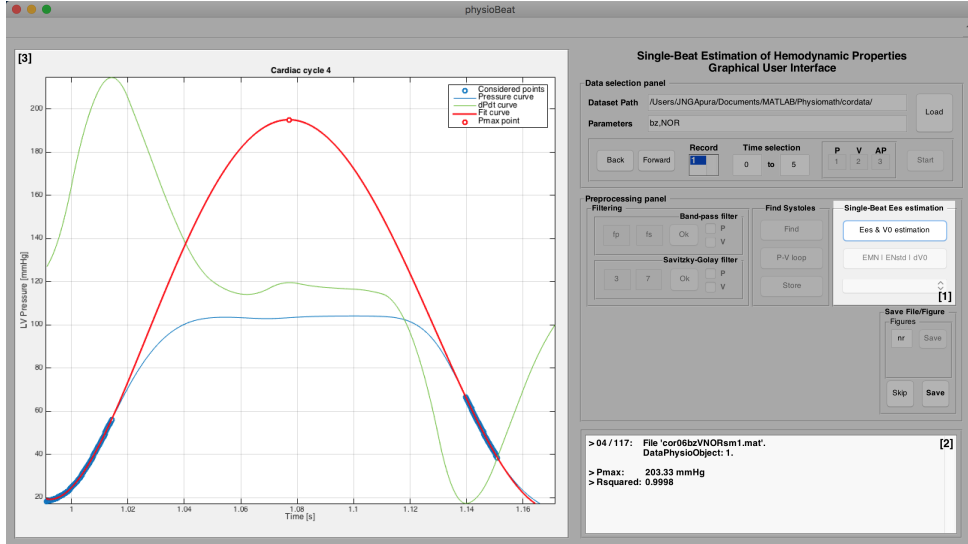 physioBeat
[3]
Cardiac cycle 4
Considered points
Pressure curve
dPdt curve
Fit curve
Pmax point
200
180
160
140
120
100
80
60
40
20
LV Pressure [mmHg]
1
1.02
1.04
1.06
1.08
1.1
1.12
1.14
1.16
Time [s]
Single-Beat Estimation of Hemodynamic Properties
Graphical User Interface
Data selection panel
Dataset Path /Users/JNGApura/Documents/MATLAB/Physiomath/cordata/
Load
Parameters bz,NOR
Record Time selection P V AP
Back Forward 1 0 to 5 1 2 3 Start
Preprocessing panel
Filtering
Band-pass filter
fp fs Ok P
V
Savitzky-Golay filter
3 7 Ok P
V
Find Systoles
Find
P-V loop
Store
Single-Beat Ees estimation
Ees & V0 estimation
EMN | ENstd | dV0
[1]
Save File/Figure
Figures
nr Save
Skip Save
[2]
> 04 / 117: File 'cor06bzVNORsm1.mat'.
DataPhysioObject: 1.
> Pmax: 203.33 mmHg
> Rsquared: 0.9998